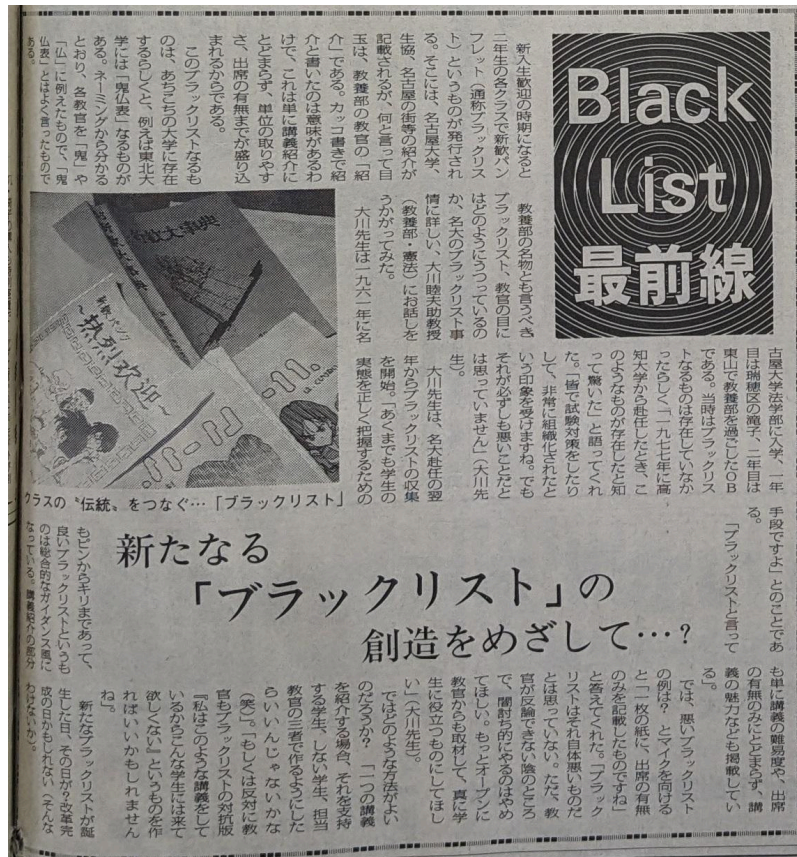 Black
List
最前線
新入生歓迎の時期になると
二年生の各クラスで新歓パン
フレット（通称ブラックリス
ト）というものが発行され
る。そこには、名古屋大学、
生協、名古屋の街等の紹介が
記載されるが、何と言って目
玉は、教養部の教官の「紹
介」である。カッコ書きで紹
介と書いたのは意味があるわ
けで、これは単に講義紹介に
とどまらず、単位の取りやす
さ、出席の有無までが盛り込
まれるからである。
このブラックリストなるも
のは、あちこちの大学に存在
するらしく、例えば東北大
学には「鬼仏表」なるものが
ある。ネーミングから分かる
とおり、各教官を「鬼」や
「仏」に例えたもので、「鬼
仏表」とはよく言ったもので
ある。
教養部の名物とも言うべき
ブラックリスト、教官の目に
はどのようにうつっているの
か、名大のブラックリスト事
情に詳しい、大川睦夫助教授
（教養部・憲法）にお話しを
うかがってみた。
大川先生は一九六一年に名
古屋大学法学部に入学、一年
目は瑞穂区の滝子、二年目は
東山で教養部を過ごしたOB
である。当時はブラックリス
トなるものは存在していなか
ったらしく「一九七七年に高
知大学から赴任したとき、こ
のようなものが存在したと知
って驚いた」と語ってくれ
た。「皆で試験対策をしたり
して、非常に組織化されたと
いう印象を受けますね。でも
それが必ずしも悪いことだと
は思っていません」（大川先
生）。
大川先生は、名大赴任の翌
年からブラックリストの収集
を開始。「あくまでも学生の
実態を正しく把握するための
手段ですよ」とのことであ
る。
「ブラックリストと言って
もピンからキリまであって、
良いブラックリストというも
のは総合的なガイダンス風に
なっている。講義紹介の部分
も単に講義の難易度や、出席
の有無のみにとどまらず、講
義の魅力なども掲載してい
る」。
では、悪いブラックリスト
の例は？とマイクを向ける
と「一枚の紙に、出席の有無
のみを記載したものですね」
と答えてくれた。「ブラック
リストはそれ自体悪いものだ
とは思っていない。ただ、教
官が反論できない陰のところ
で、闇討ち的にやるのはやめ
てほしい。もっとオープンに
教官からも取材して、真に学
生に役立つものにしてほし
い」（大川先生）。
ではどのような方法がよい
のだろうか？「一つの講義
を紹介する場合、それを支持
する学生、しない学生、担当
教官の三者で作るようにした
らいいんじゃないかな
（笑）。「もしくは反対に教
官もブラックリストの対抗版
『私はこのような講義をして
いるからこんな学生には来て
欲しくない』というものを作
ればいいかもしれません
ね。
新たなブラックリストが誕
生した日、その日が？改革完
成の日かもしれない（そんな
わけないか）。
新たなる
「ブラックリスト」の
創造をめざして…？
熱烈歓迎
クラスの〝伝統〟をつなぐ…「ブラックリスト」